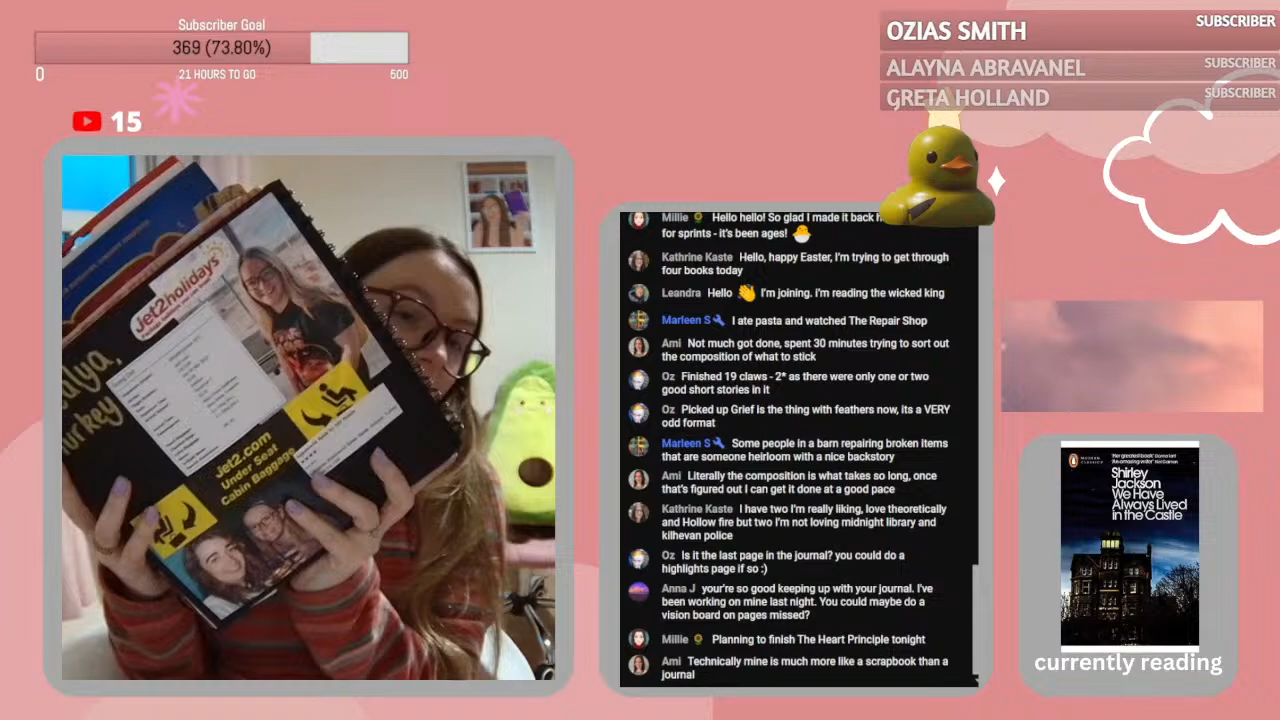 Subscriber Goal
369 (73.80%)
0
21 HOURS TO GO
500
15
OZIAS SMITH
SUBSCRIBER
ALAYNA ABRAVANEL
SUBSCRIBER
GRETA HOLLAND
SUBSCRIBER
Jet2holidays
Turkey
Jet2.com
Under Seat
Cabin Baggage
Millie Hello hello! So glad I made it back
for sprints - it's been ages!
Kathrine Kaste Hello, happy Easter, I'm trying to get through
four books today
Leandra Hello I'm joining. i'm reading the wicked king
Marleen S I ate pasta and watched The Repair Shop
Ami Not much got done, spent 30 minutes trying to sort out
the composition of what to stick
Oz Finished 19 claws - 2* as there were only one or two
good short stories in it
Oz Picked up Grief is the thing with feathers now, its a VERY
odd format
Marleen S Some people in a barn repairing broken items
that are someone heirloom with a nice backstory
Ami Literally the composition is what takes so long, once
that's figured out I can get it done at a good pace
Kathrine Kaste I have two I'm really liking, love theoretically
and Hollow fire but two I'm not loving midnight library and
kilhevan police
Oz Is it the last page in the journal? you could do a
highlights page if so :)
Anna J your're so good keeping up with your journal. I've
been working on mine last night. You could maybe do a
vision board on pages missed?
Millie Planning to finish The Heart Principle tonight
Ami Technically mine is much more like a scrapbook than a
journal
MODERN
CLASSICS
Shirley
Jackson
We Have
Always Lived
in the Castle
currently reading